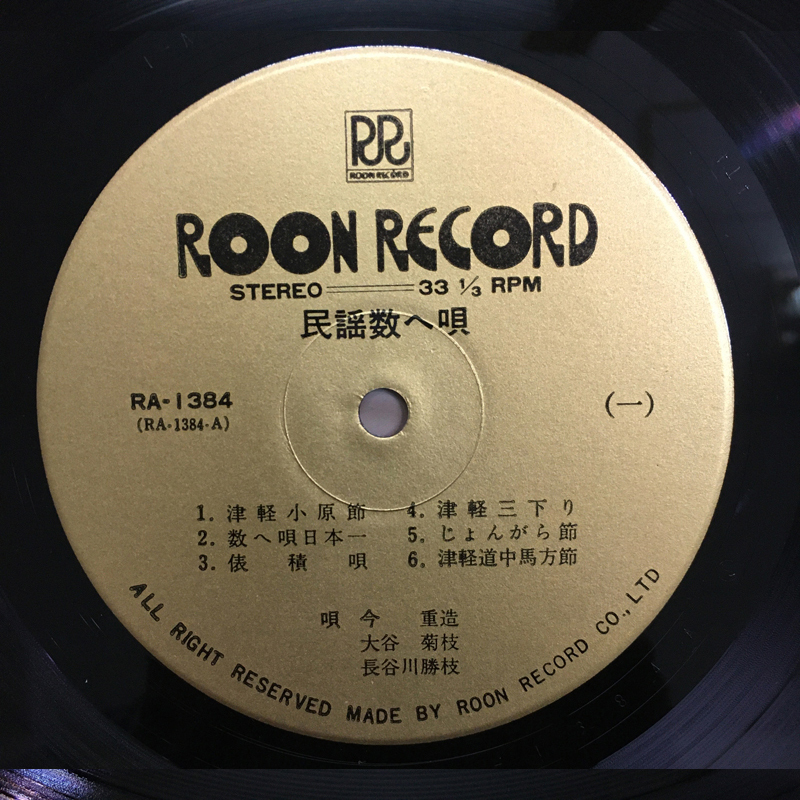 RR
ROON RECORD
ROON RECORD
STEREO 33 1/3 RPM
民謡数へ唄
RA-1384
(RA-1384-A)
(一)
1. 津軽小原節
2. 数へ唄日本一
3. 俵積唄
4. 津軽三下り
5. じょんがら節
6. 津軽道中馬方節
唄 今 重造
大谷 菊枝
長谷川勝枝
ALL RIGHT RESERVED MADE BY ROON RECORD CO., LTD